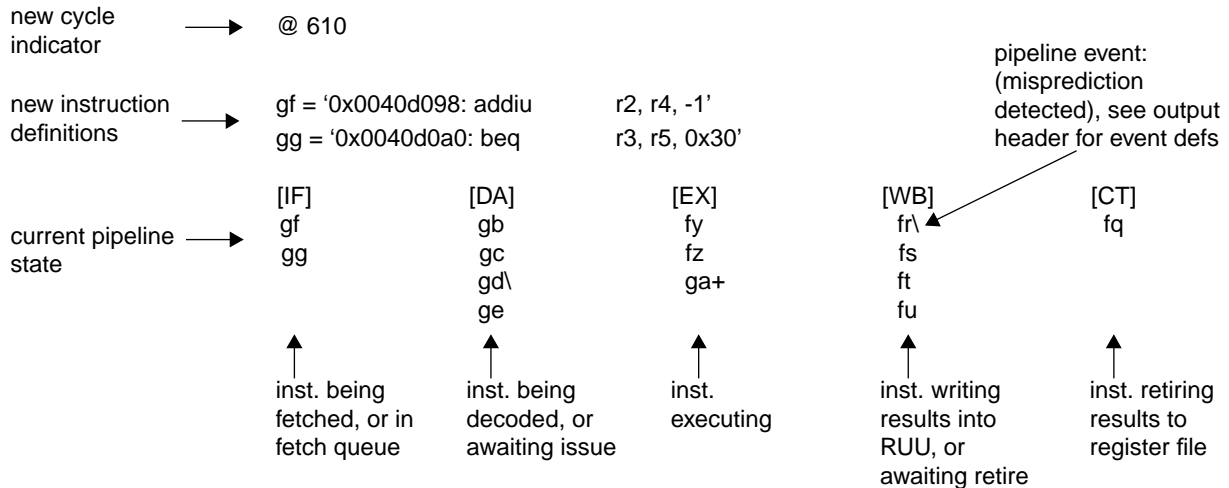 new cycle
indicator
@ 610
pipeline event:
(misprediction
detected), see output
header for event defs
new instruction
definitions
gf = ‘0x0040d098: addiu r2, r4, -1’
gg = ‘0x0040d0a0: beq r3, r5, 0x30’
current pipeline
state
[IF] [DA] [EX] [WB] [CT]
gf gb fy fr\ fq
gg gc fz fs
gd\ ga+ ft
ge fu
inst. being
fetched, or in
fetch queue
inst. being
decoded, or
awaiting issue
inst.
executing
inst. writing
results into
RUU, or
awaiting retire
inst. retiring
results to
register file